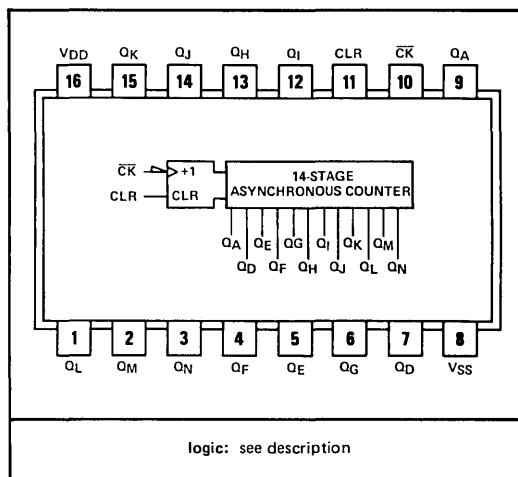 VDD QK QJ QH QI CLR CK QA
16 15 14 13 12 11 10 9
CK +1
CLR CLR
14-STAGE
ASYNCHRONOUS COUNTER
QA QE QG QI QK QM
QD QF QH QJ QL QN
1 2 3 4 5 6 7 8
QL QM QN QF QE QG QD VSS
logic: see description